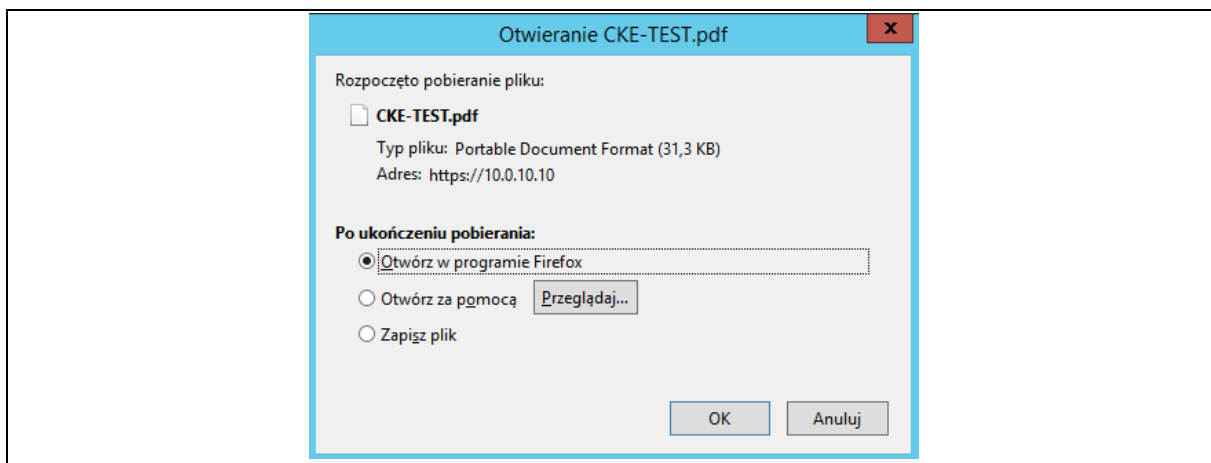 Otwieranie CKE-TEST.pdf
x
Rozpoczęto pobieranie pliku:
CKE-TEST.pdf
Typ pliku: Portable Document Format (31,3 KB)
Adres: https://10.0.10.10
Po ukończeniu pobierania:
Otwórz w programie Firefox
Otwórz za pomocą Przeglądaj...
Zapisz plik
OK Anuluj